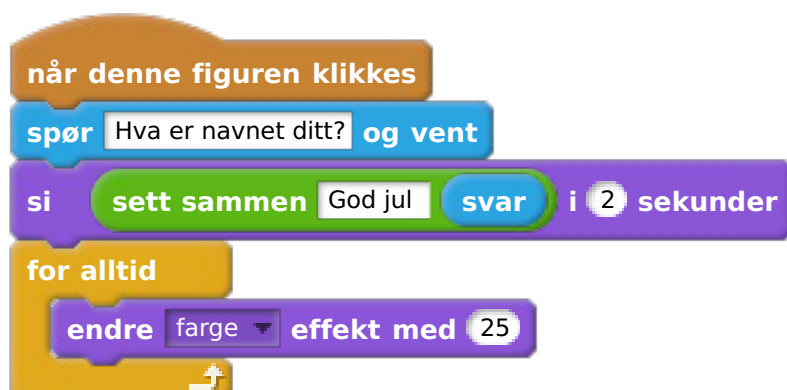 når denne figuren klikkes
spør Hva er navnet ditt? og vent
si sett sammen God jul svar i 2 sekunder
for alltid
endre farge effekt med 25